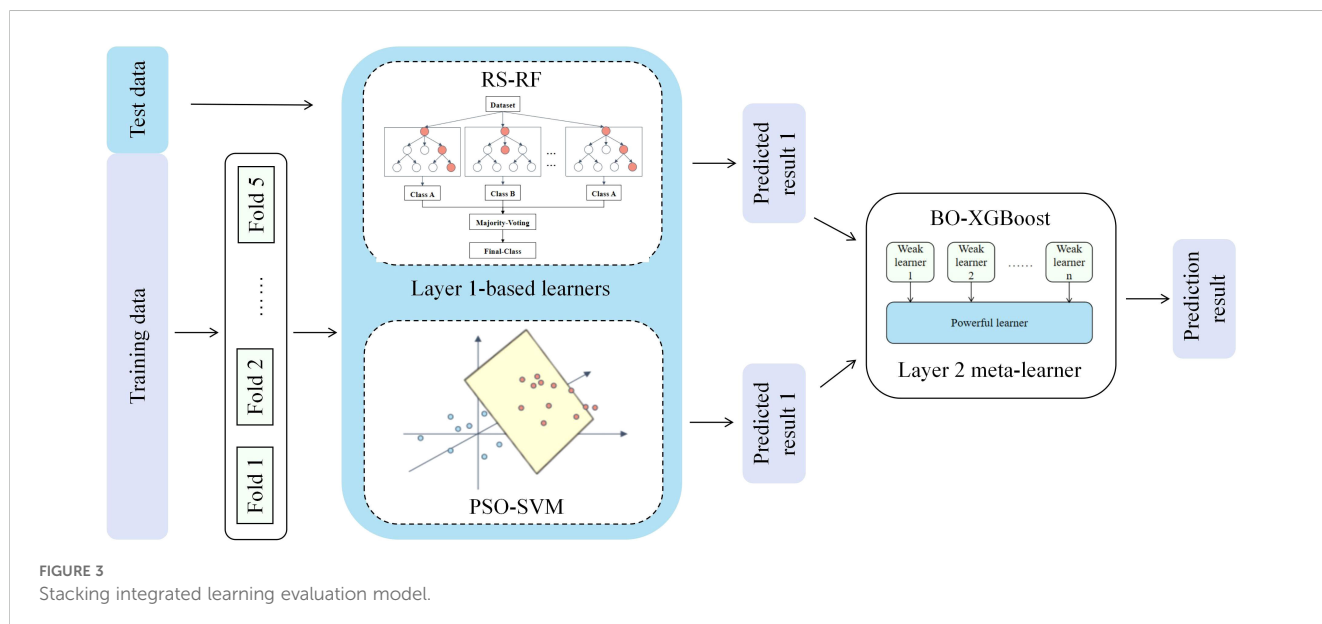 Test data
Training data
Fold 5
......
Fold 2
Fold 1
RS-RF
Dataset
...
...
Class A
Class B
Class A
Majority-Voting
Final-Class
Layer 1-based learners
PSO-SVM
Predicted
result 1
Predicted
result 1
BO-XGBoost
Weak
learner
1
Weak
learner
2
......
Weak
learner
n
Powerful learner
Layer 2 meta-learner
Prediction
result
FIGURE 3
Stacking integrated learning evaluation model.